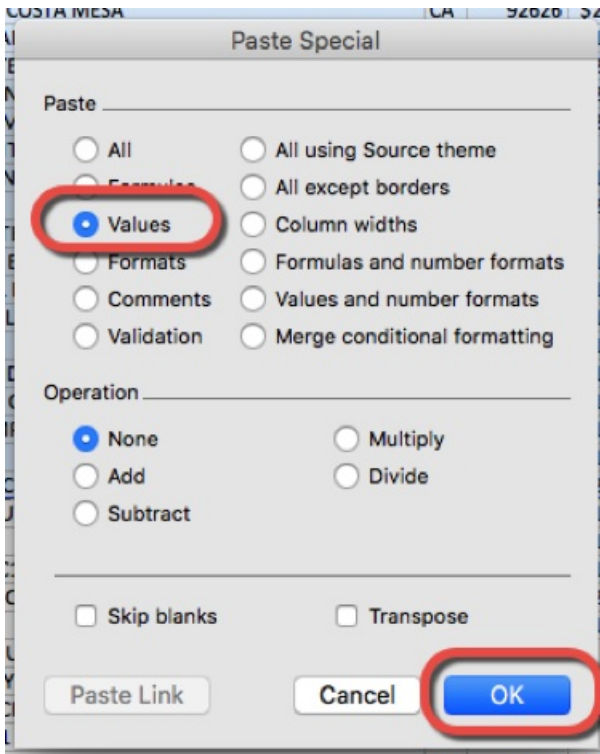 COSTA MESA CA 92626 $2
Paste Special
Paste
All All using Source theme
Formulas All except borders
Values Column widths
Formats Formulas and number formats
Comments Values and number formats
Validation Merge conditional formatting
Operation
None Multiply
Add Divide
Subtract
Skip blanks Transpose
Paste Link Cancel OK